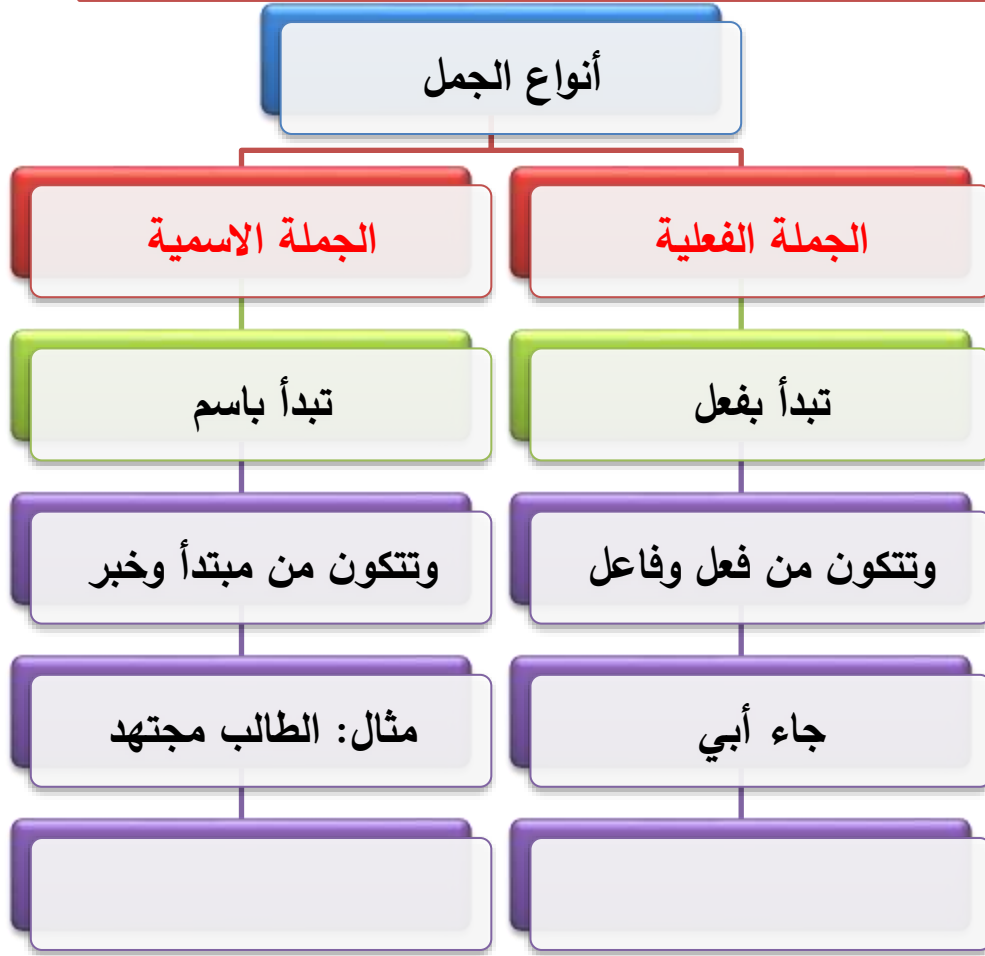 أنواع الجمل
الجملة الفعلية
الجملة الاسمية
تبدأ بفعل
تبدأ باسم
وتتكون من فعل وفاعل
وتتكون من مبتدأ وخبر
جاء أبي
مثال: الطالب مجتهد